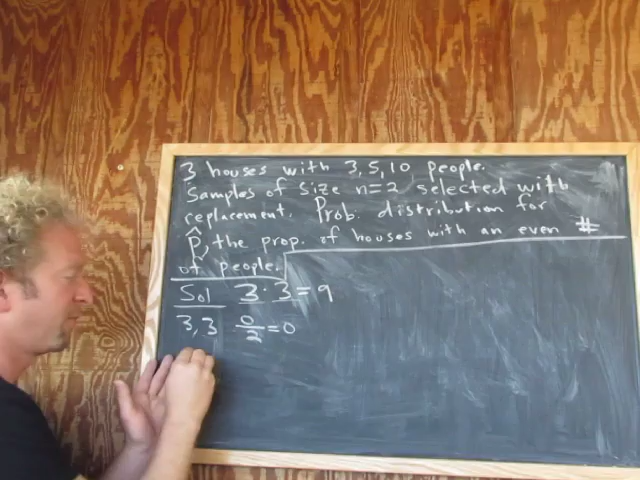 3 houses with 3,5,10 people.
Samples of size n=2 selected with
replacement. Prob. distribution for
p̂, the prop. of houses with an even #
of people.
Sol 3·3=9
3,3 0/2=0